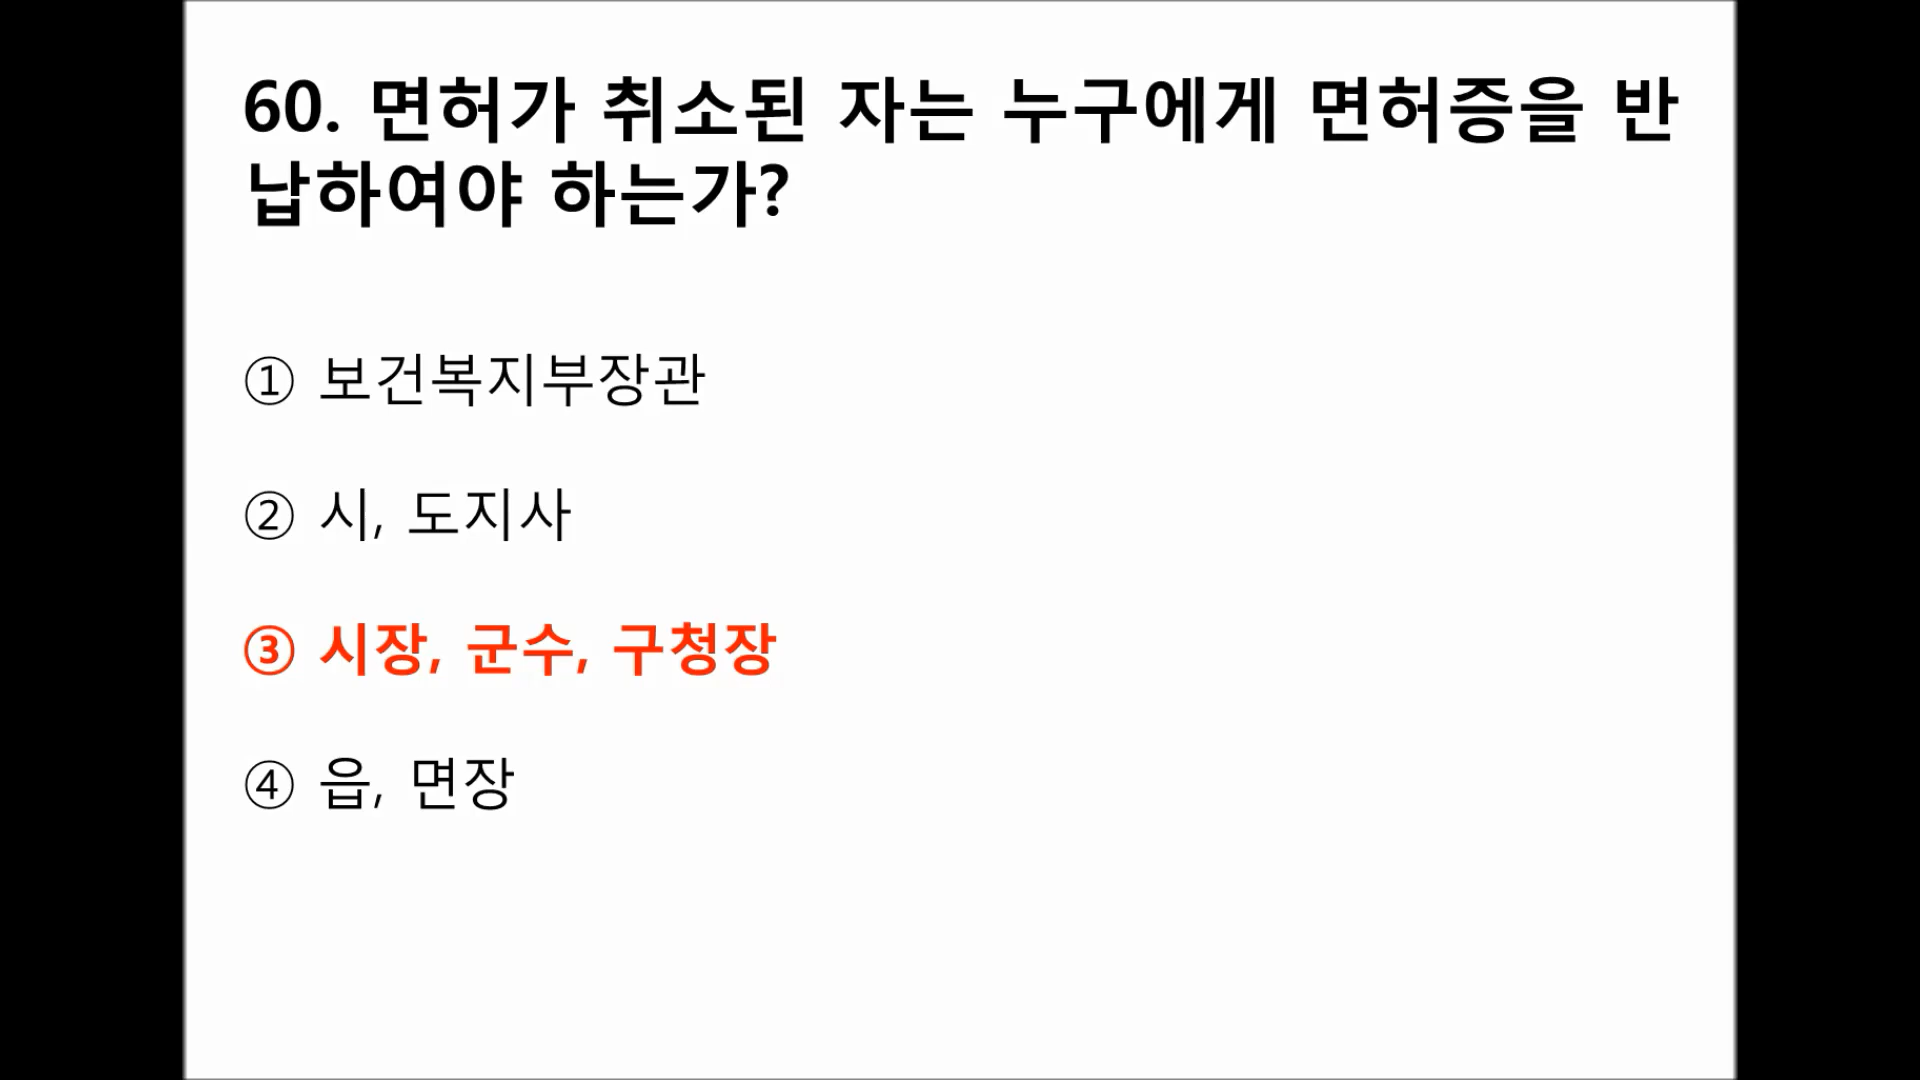 60. 면허가 취소된 자는 누구에게 면허증을 반
납하여야 하는가?
① 보건복지부장관
② 시, 도지사
③ 시장, 군수, 구청장
④ 읍, 면장